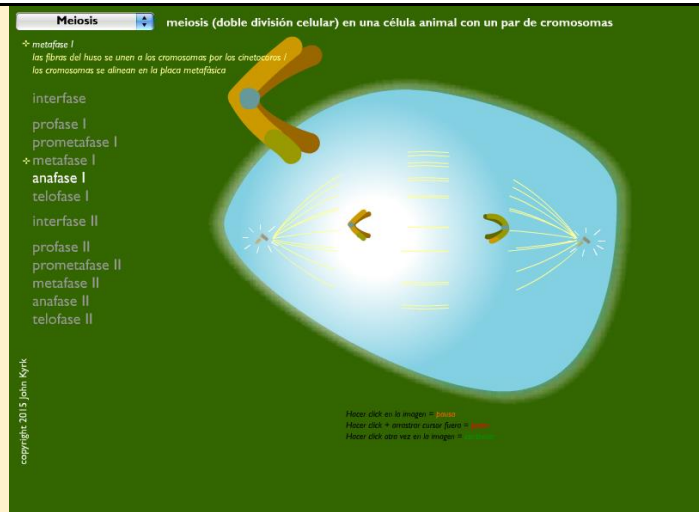 Meiosis
meiosis (doble división celular) en una célula animal con un par de cromosomas
metafase I
las fibras del huso se unen a los cromosomas por los cinetocoros /
los cromosomas se alinean en la placa metafásica
interfase
profase I
prometafase I
metafase I
anafase I
telofase I
interfase II
profase II
prometafase II
metafase II
anafase II
telofase II
copyright 2015 John Kyrk
Hacer click en la imagen = pausa
Hacer click + arrastrar cursor fuera =
Hacer click otra vez en la imagen =